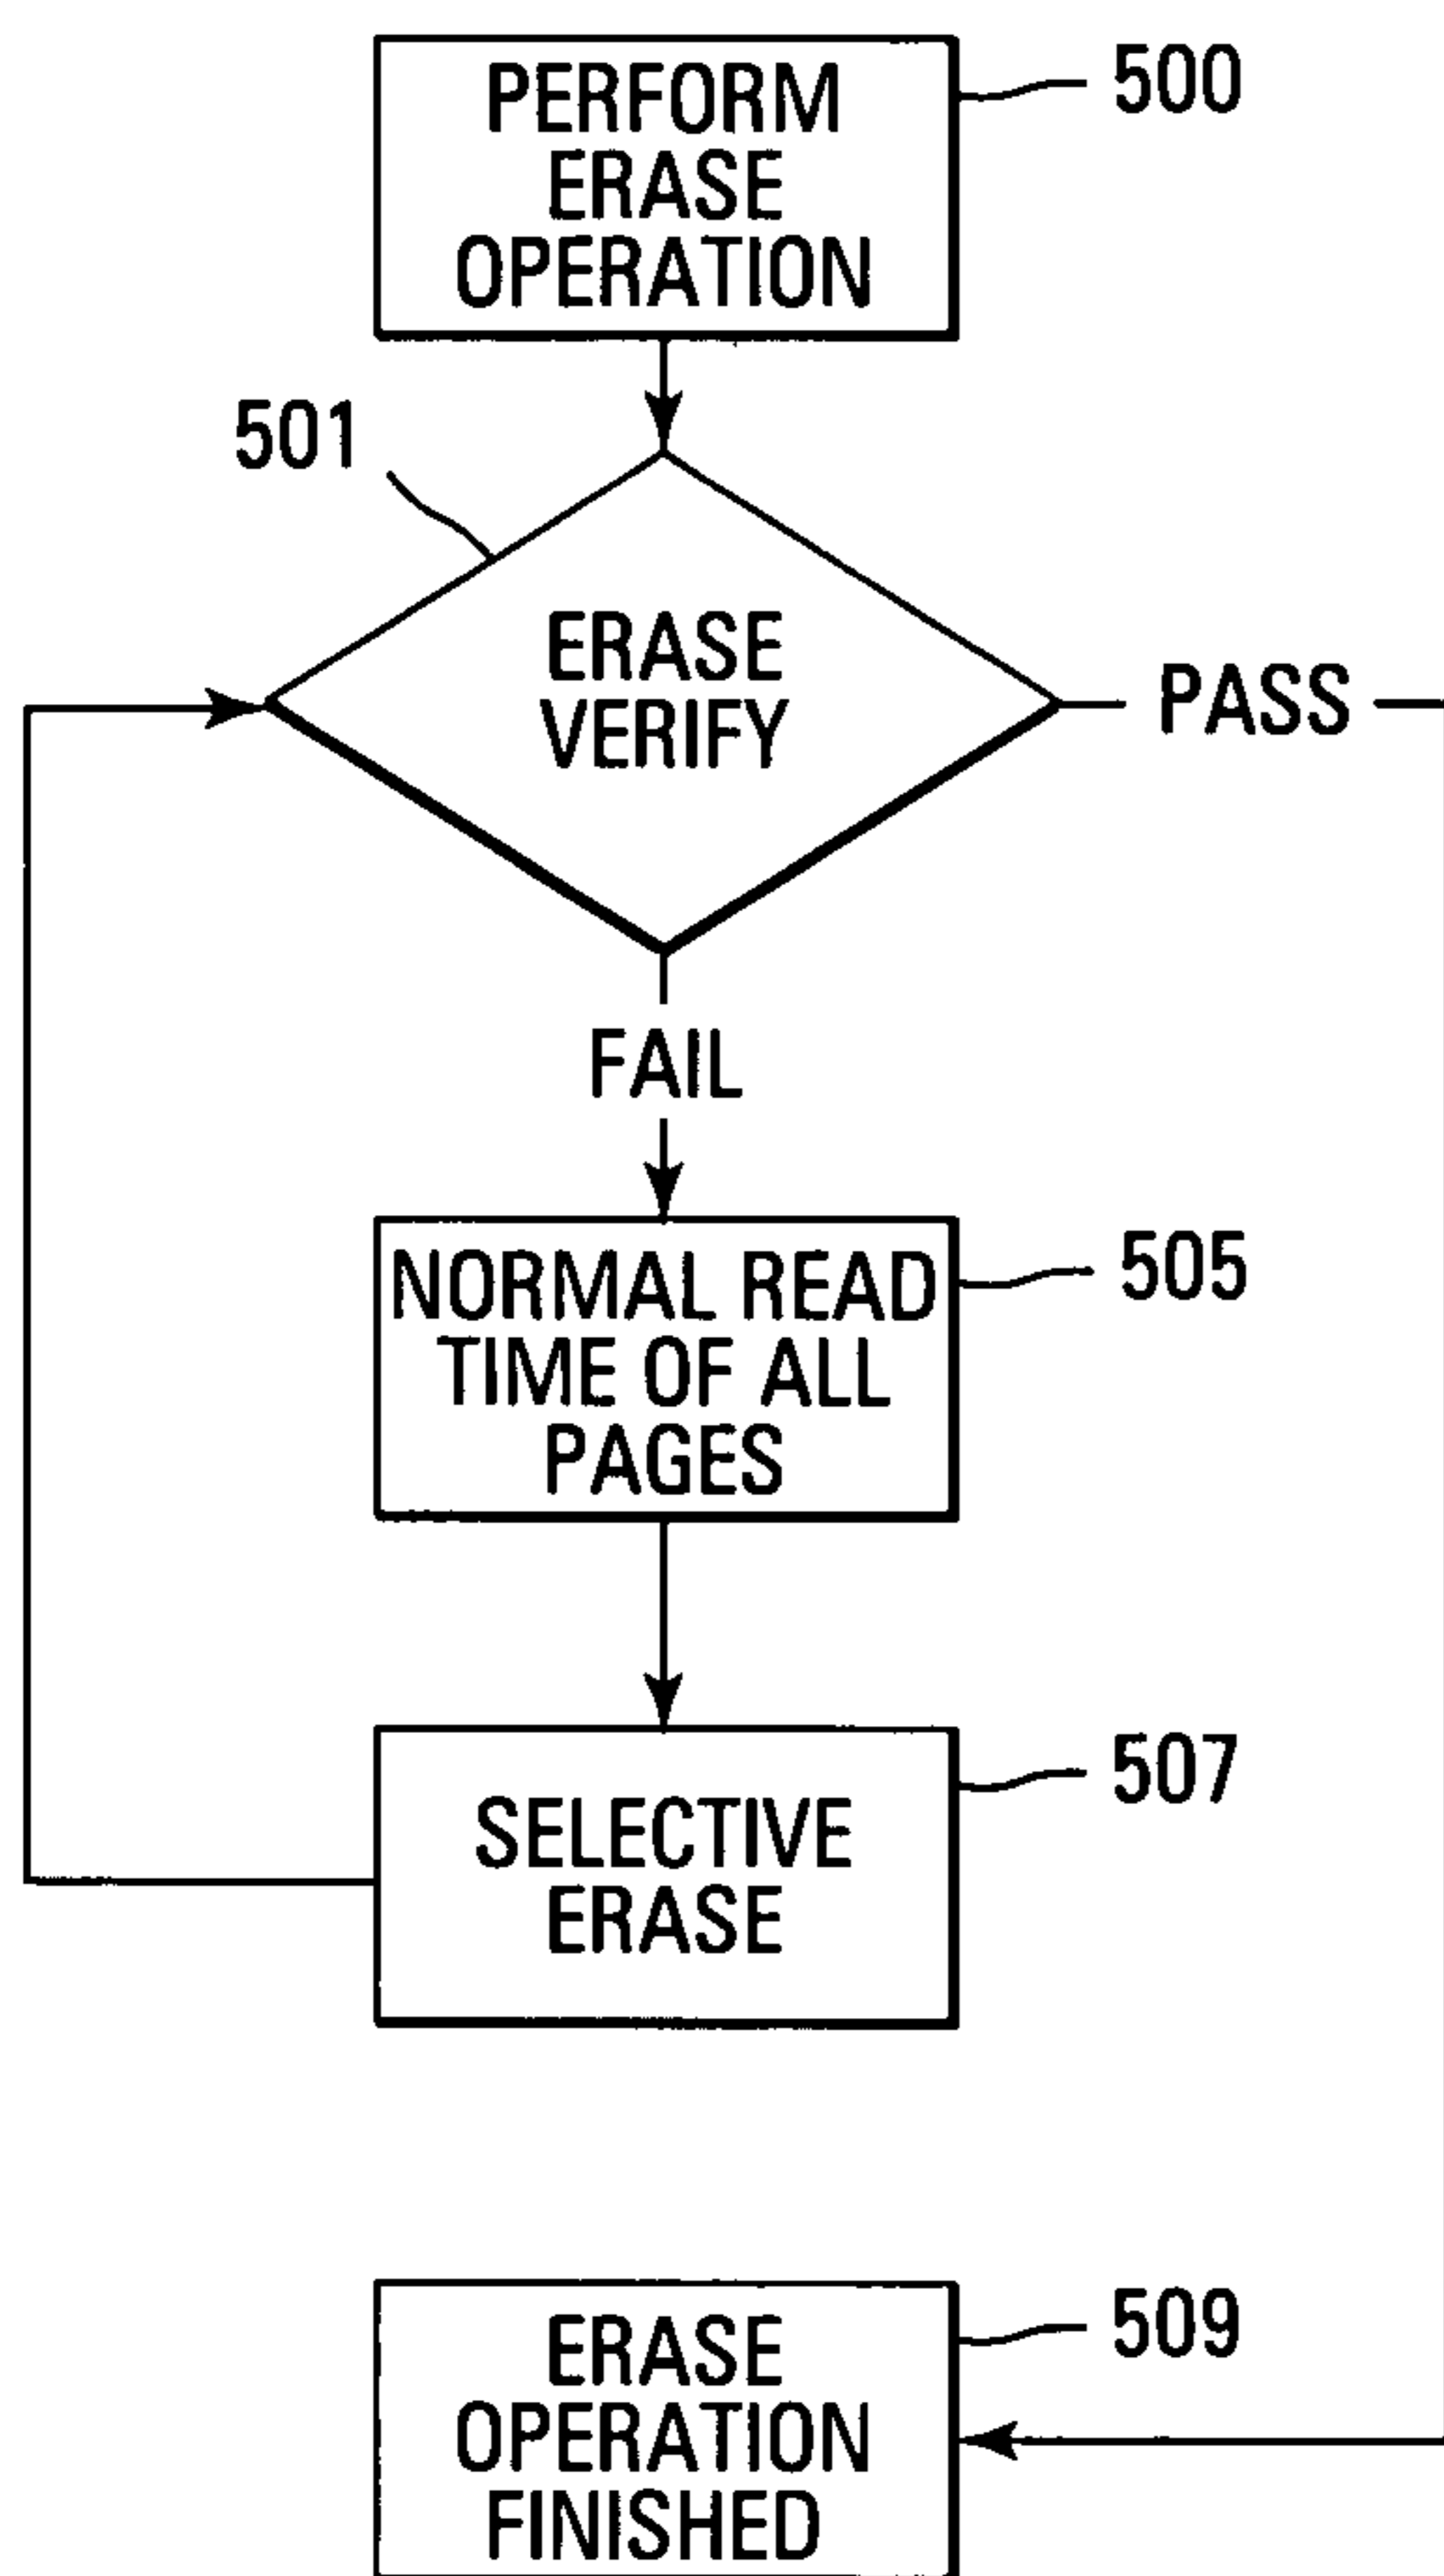 PERFORM
ERASE
OPERATION
500
501
ERASE
VERIFY
PASS
FAIL
NORMAL READ
TIME OF ALL
PAGES
505
SELECTIVE
ERASE
507
ERASE
OPERATION
FINISHED
509